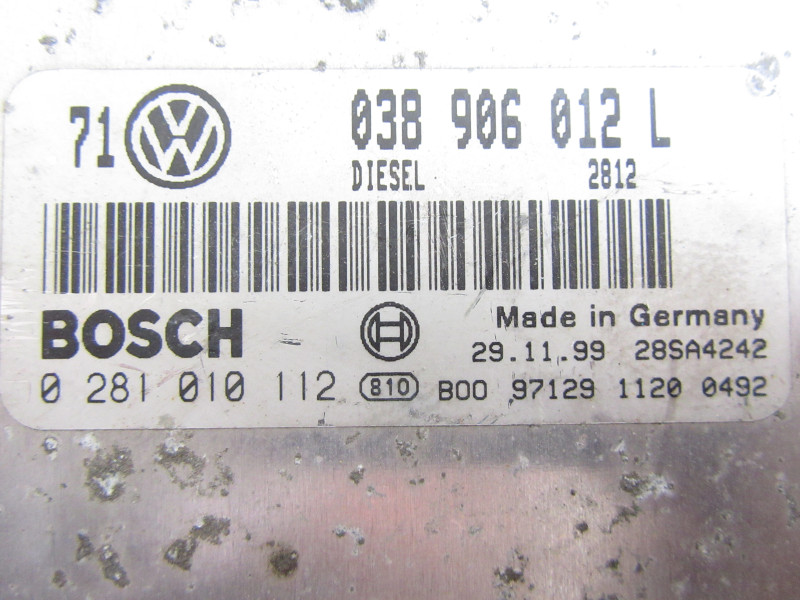 71 VW 038 906 012 L
DIESEL 2812
BOSCH Made in Germany
29.11.99 28SA4242
0 281 010 112 810 B00 97129 1120 0492